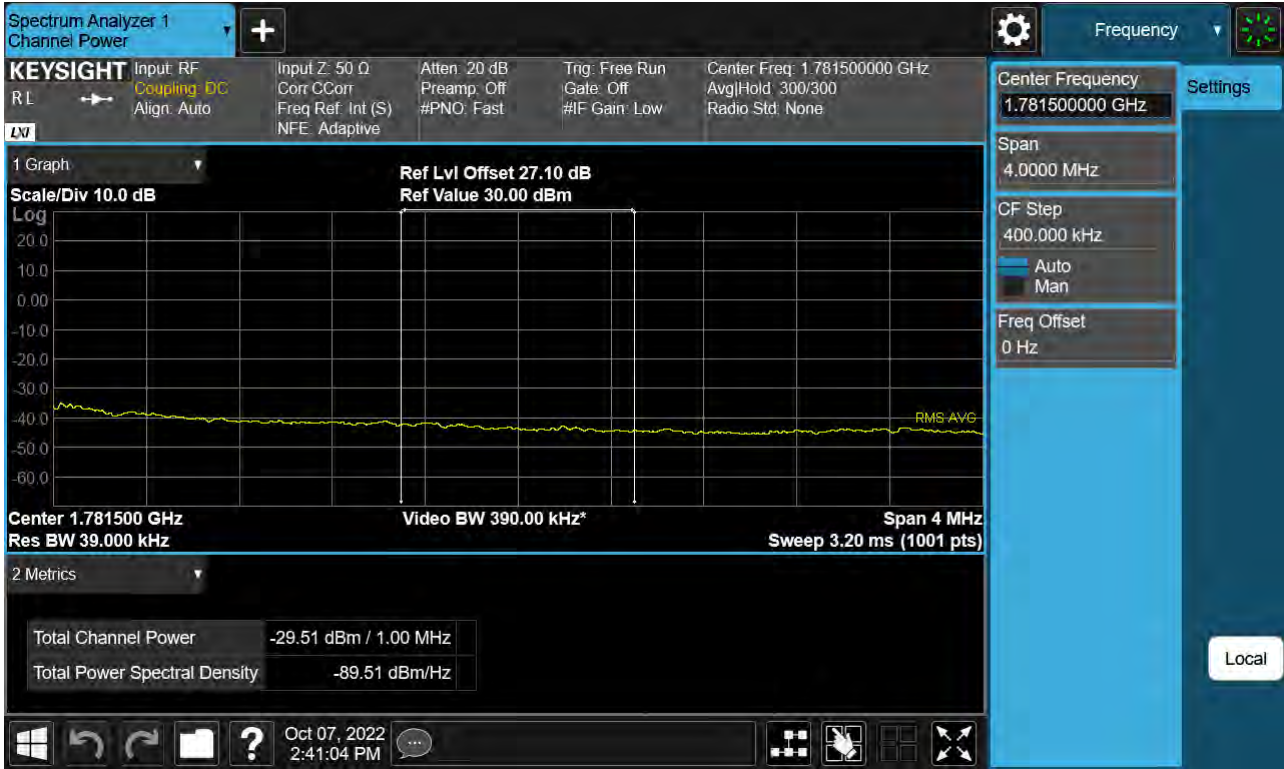 Spectrum Analyzer 1
Channel Power
+
Frequency
KEYSIGHT
R L
LXI
Input: RF
Coupling: DC
Align: Auto
Input Z: 50 Ω
Corr CCorr
Freq Ref: Int (S)
NFE: Adaptive
Atten: 20 dB
Preamp: Off
#PNO: Fast
Trig: Free Run
Gate: Off
#IF Gain: Low
Center Freq: 1.781500000 GHz
Avg|Hold: 300/300
Radio Std: None
1 Graph
Scale/Div 10.0 dB
Ref Lvl Offset 27.10 dB
Ref Value 30.00 dBm
Log
20.0
10.0
0.00
-10.0
-20.0
-30.0
-40.0
-50.0
-60.0
RMS AVG
Center 1.781500 GHz
Video BW 390.00 kHz*
Span 4 MHz
Res BW 39.000 kHz
Sweep 3.20 ms (1001 pts)
2 Metrics
Total Channel Power -29.51 dBm / 1.00 MHz
Total Power Spectral Density -89.51 dBm/Hz
Center Frequency
1.781500000 GHz
Settings
Span
4.0000 MHz
CF Step
400.000 kHz
Auto
Man
Freq Offset
0 Hz
Local
?
Oct 07, 2022
2:41:04 PM